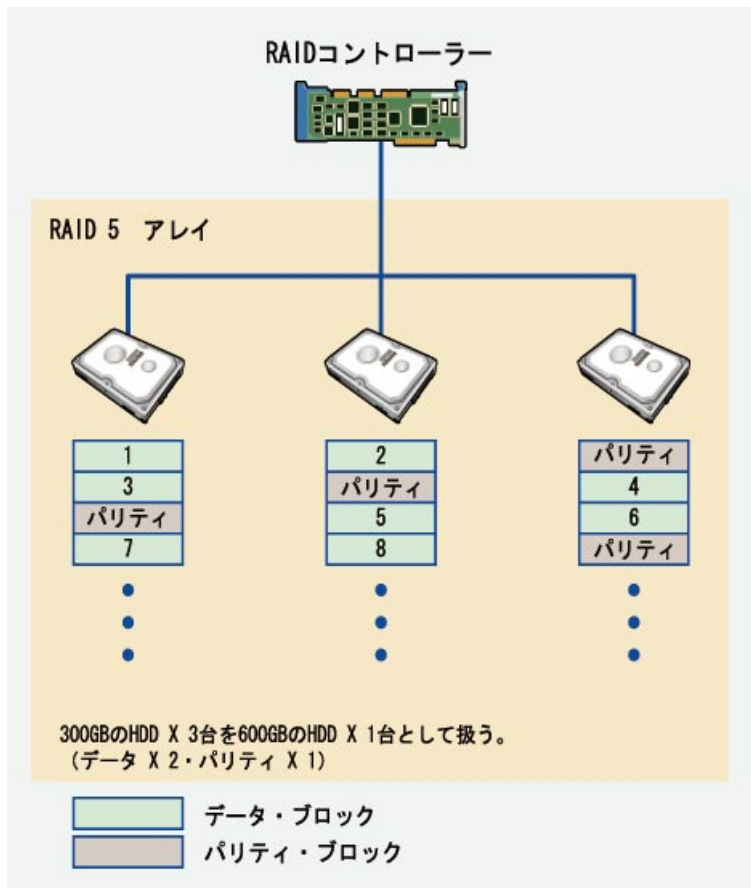 RAIDコントローラー
RAID 5 アレイ
1 2 パリティ
3 パリティ 4
パリティ 5 6
7 8 パリティ
300GBのHDD X 3台を600GBのHDD X 1台として扱う。
(データ X 2・パリティ X 1)
データ・ブロック
パリティ・ブロック